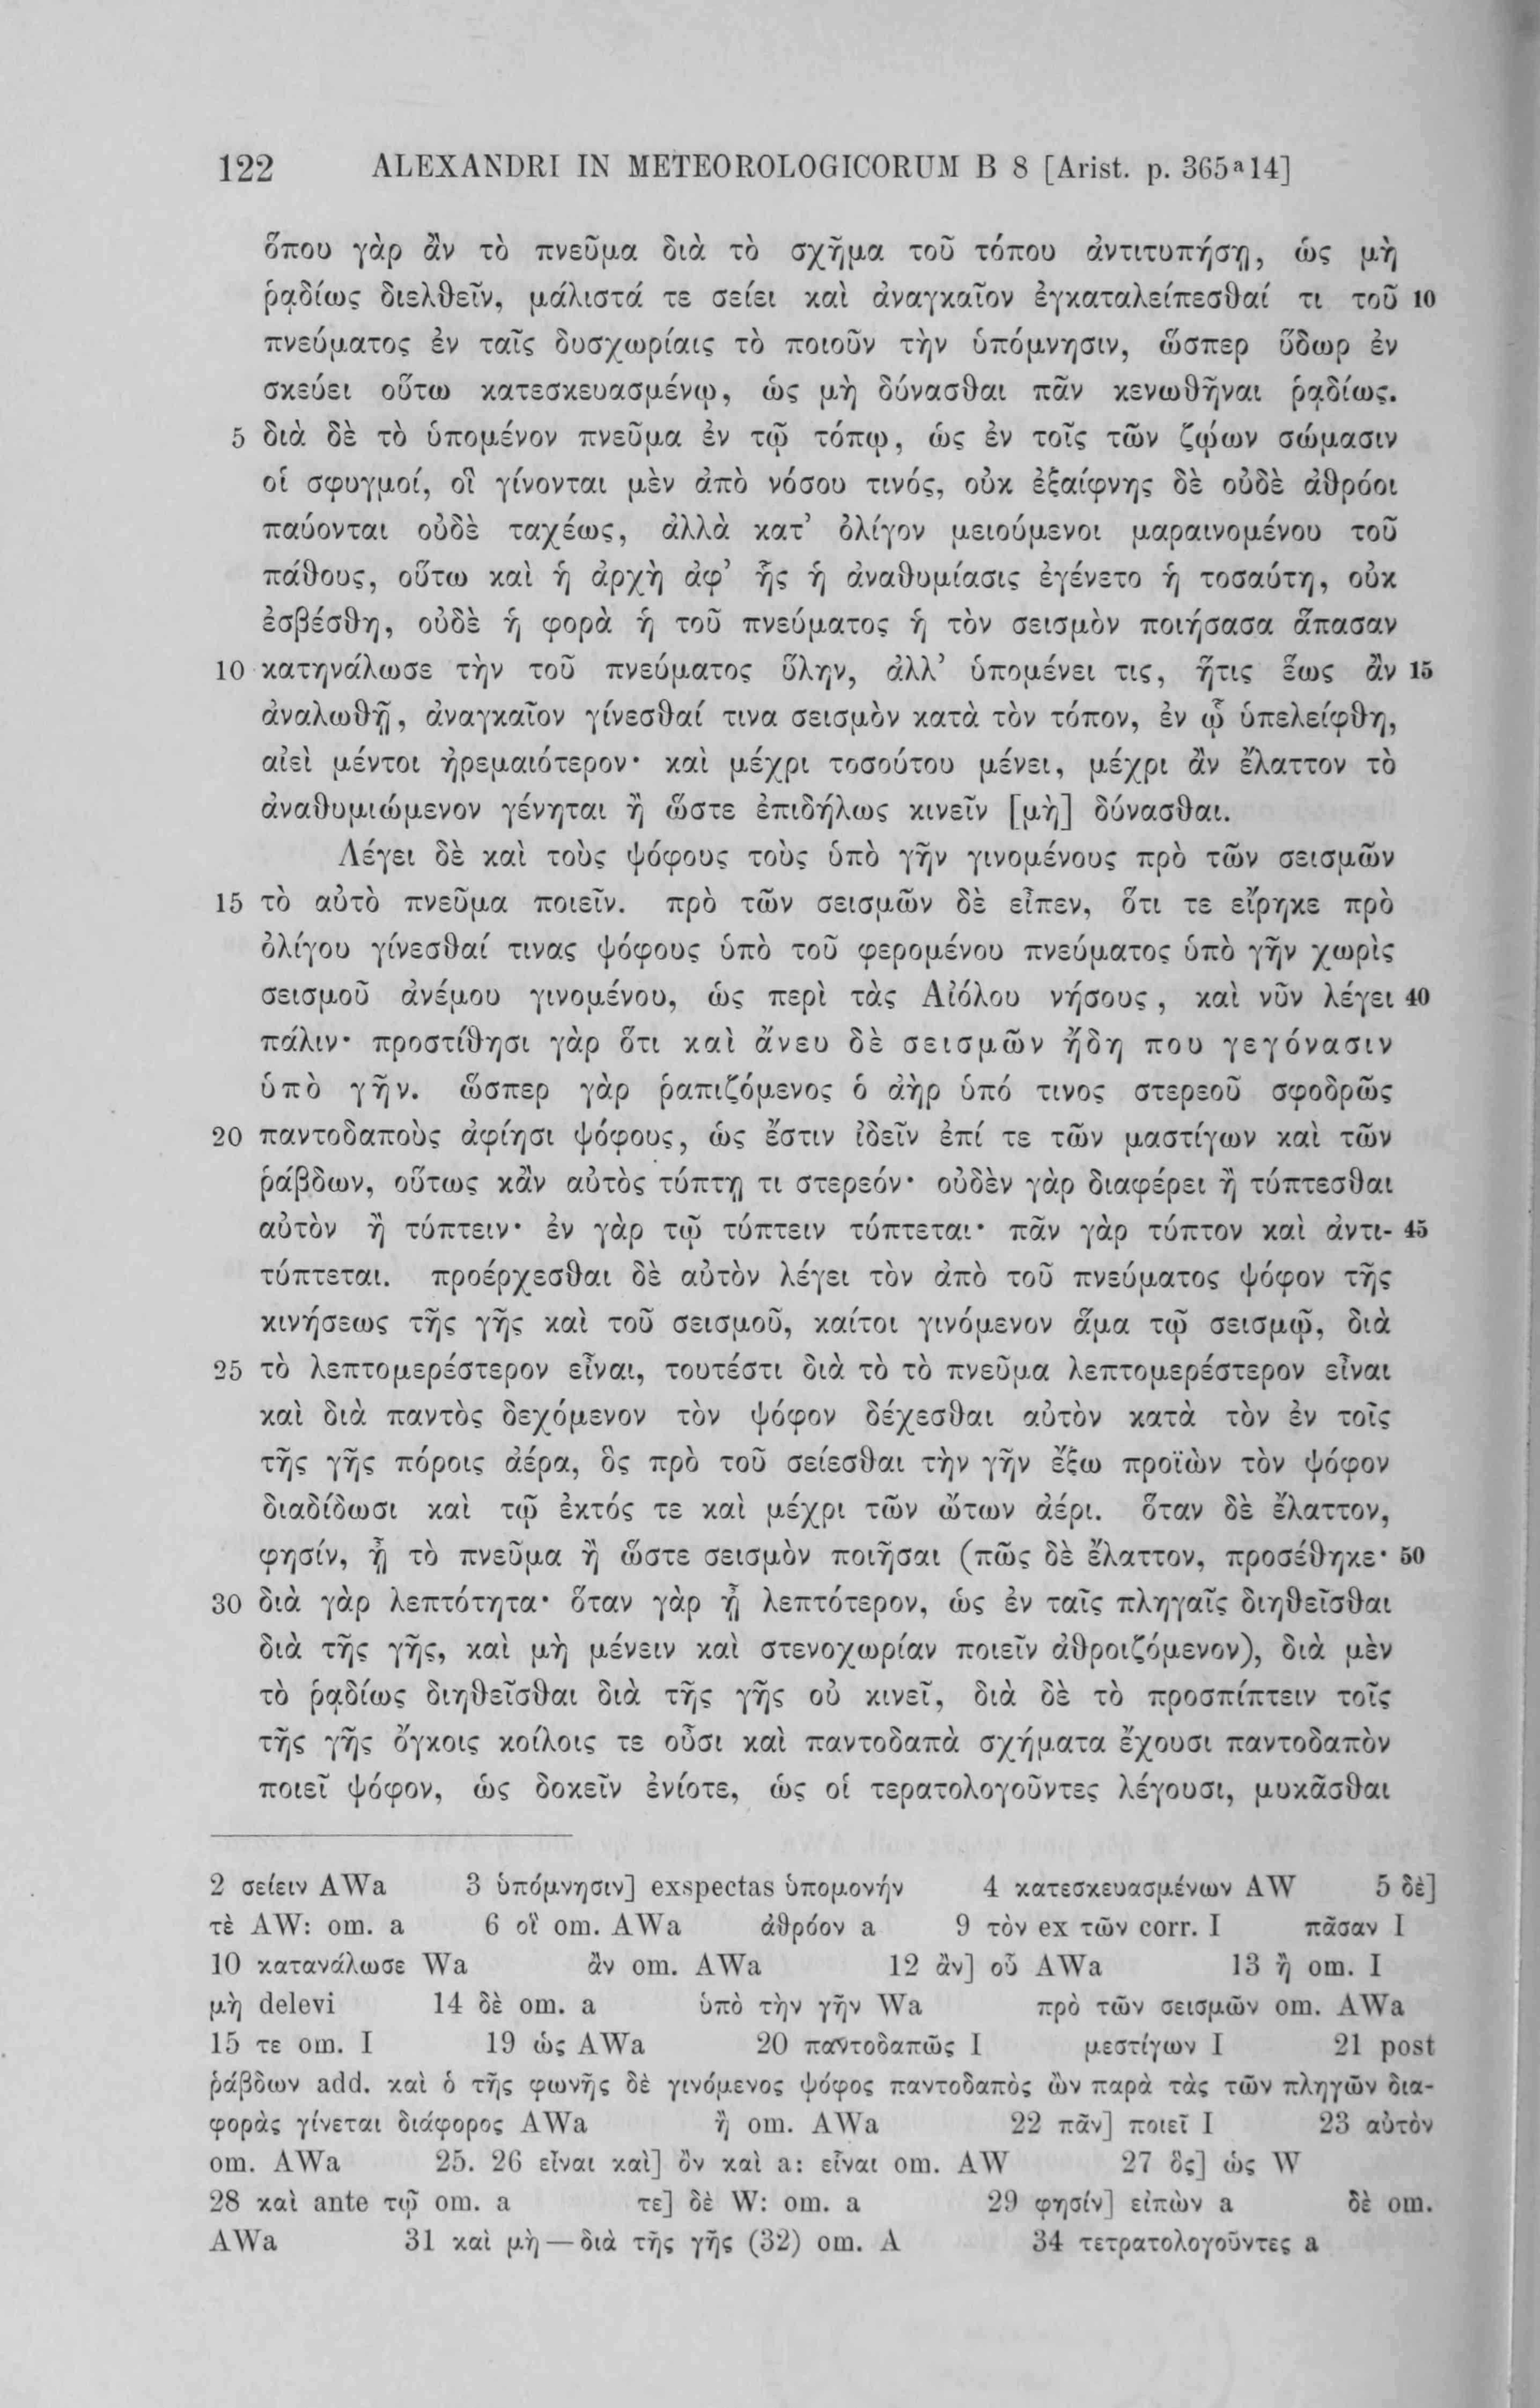 122 ALEXANDRI IN METEOROLOGICORUM B 8 [Arist. p. 365ᵃ14]
ὅπου γὰρ ἂν τὸ πνεῦμα διὰ τὸ σχῆμα τοῦ τόπου ἀντιτυπήσῃ, ὡς μὴ
ῥᾳδίως διελθεῖν, μάλιστά τε σείει καὶ ἀναγκαῖον ἐγκαταλείπεσθαί τι τοῦ 10
πνεύματος ἐν ταῖς δυσχωρίαις τὸ ποιοῦν τὴν ὑπόμνησιν, ὥσπερ ὕδωρ ἐν
σκεύει οὕτω κατεσκευασμένῳ, ὡς μὴ δύνασθαι πᾶν κενωθῆναι ῥᾳδίως.
5 διὰ δὲ τὸ ὑπομένον πνεῦμα ἐν τῷ τόπῳ, ὡς ἐν τοῖς τῶν ζῴων σώμασιν
οἱ σφυγμοί, οἳ γίνονται μὲν ἀπὸ νόσου τινός, οὐκ ἐξαίφνης δὲ οὐδὲ ἀθρόοι
παύονται οὐδὲ ταχέως, ἀλλὰ κατ’ ὀλίγον μειούμενοι μαραινομένου τοῦ
πάθους, οὕτω καὶ ἡ ἀρχὴ ἀφ’ ἧς ἡ ἀναθυμίασις ἐγένετο ἡ τοσαύτη, οὐκ
ἐσβέσθη, οὐδὲ ἡ φορὰ ἡ τοῦ πνεύματος ἡ τὸν σεισμὸν ποιήσασα ἅπασαν
10 κατηνάλωσε τὴν τοῦ πνεύματος ὕλην, ἀλλ’ ὑπομένει τις, ἥτις ἕως ἂν 15
ἀναλωθῇ, ἀναγκαῖον γίνεσθαί τινα σεισμὸν κατὰ τὸν τόπον, ἐν ᾧ ὑπελείφθη,
αἰεὶ μέντοι ἠρεμαιότερον· καὶ μέχρι τοσούτου μένει, μέχρι ἂν ἔλαττον τὸ
ἀναθυμιώμενον γένηται ἢ ὥστε ἐπιδήλως κινεῖν [μὴ] δύνασθαι.
Λέγει δὲ καὶ τοὺς ψόφους τοὺς ὑπὸ γῆν γινομένους πρὸ τῶν σεισμῶν
15 τὸ αὐτὸ πνεῦμα ποιεῖν. πρὸ τῶν σεισμῶν δὲ εἶπεν, ὅτι τε εἴρηκε πρὸ
ὀλίγου γίνεσθαί τινας ψόφους ὑπὸ τοῦ φερομένου πνεύματος ὑπὸ γῆν χωρὶς
σεισμοῦ ἀνέμου γινομένου, ὡς περὶ τὰς Αἰόλου νήσους, καὶ νῦν λέγει 40
πάλιν· προστίθησι γὰρ ὅτι καὶ ἄνευ δὲ σεισμῶν ἤδη που γεγόνασιν
ὑπὸ γῆν. ὥσπερ γὰρ ῥαπιζόμενος ὁ ἀὴρ ὑπό τινος στερεοῦ σφοδρῶς
20 παντοδαποὺς ἀφίησι ψόφους, ὡς ἔστιν ἰδεῖν ἐπί τε τῶν μαστίγων καὶ τῶν
ῥάβδων, οὕτως κἂν αὐτὸς τύπτῃ τι στερεόν· οὐδὲν γὰρ διαφέρει ἢ τύπτεσθαι
αὐτὸν ἢ τύπτειν· ἐν γὰρ τῷ τύπτειν τύπτεται· πᾶν γὰρ τύπτον καὶ ἀντι- 45
τύπτεται. προέρχεσθαι δὲ αὐτὸν λέγει τὸν ἀπὸ τοῦ πνεύματος ψόφον τῆς
κινήσεως τῆς γῆς καὶ τοῦ σεισμοῦ, καίτοι γινόμενον ἅμα τῷ σεισμῷ, διὰ
25 τὸ λεπτομερέστερον εἶναι, τουτέστι διὰ τὸ τὸ πνεῦμα λεπτομερέστερον εἶναι
καὶ διὰ παντὸς δεχόμενον τὸν ψόφον δέχεσθαι αὐτὸν κατὰ τὸν ἐν τοῖς
τῆς γῆς πόροις ἀέρα, ὃς πρὸ τοῦ σείεσθαι τὴν γῆν ἔξω προϊὼν τὸν ψόφον
διαδίδωσι καὶ τῷ ἐκτός τε καὶ μέχρι τῶν ὤτων ἀέρι. ὅταν δὲ ἔλαττον,
φησίν, ᾖ τὸ πνεῦμα ἢ ὥστε σεισμὸν ποιῆσαι (πῶς δὲ ἔλαττον, προσέθηκε· 50
30 διὰ γὰρ λεπτότητα· ὅταν γὰρ ᾖ λεπτότερον, ὡς ἐν ταῖς πληγαῖς διηθεῖσθαι
διὰ τῆς γῆς, καὶ μὴ μένειν καὶ στενοχωρίαν ποιεῖν ἀθροιζόμενον), διὰ μὲν
τὸ ῥᾳδίως διηθεῖσθαι διὰ τῆς γῆς οὐ κινεῖ, διὰ δὲ τὸ προσπίπτειν τοῖς
τῆς γῆς ὄγκοις κοίλοις τε οὖσι καὶ παντοδαπὰ σχήματα ἔχουσι παντοδαπὸν
ποιεῖ ψόφον, ὡς δοκεῖν ἐνίοτε, ὡς οἱ τερατολογοῦντες λέγουσι, μυκᾶσθαι
2 σείειν AWa 3 ὑπόμνησιν] exspectas ὑπομονήν 4 κατεσκευασμένων AW 5 δὲ]
τὲ AW: om. a 6 οἳ om. AWa ἀθρόον a 9 τὸν ex τῶν corr. I πᾶσαν I
10 κατανάλωσε Wa ἂν om. AWa 12 ἂν] οὗ AWa 13 ἢ om. I
μὴ delevi 14 δὲ om. a ὑπὸ τὴν γῆν Wa πρὸ τῶν σεισμῶν om. AWa
15 τε om. I 19 ὡς AWa 20 παντοδαπῶς I μεστίγων I 21 post
ῥάβδων add. καὶ ὁ τῆς φωνῆς δὲ γινόμενος ψόφος παντοδαπὸς ὢν παρὰ τὰς τῶν πληγῶν δια-
φορὰς γίνεται διάφορος AWa ἢ om. AWa 22 πᾶν] ποιεῖ I 23 αὐτὸν
om. AWa 25. 26 εἶναι καὶ] ὂν καὶ a: εἶναι om. AW 27 ὃς] ὡς W
28 καὶ ante τῷ om. a τε] δὲ W: om. a 29 φησίν] εἰπὼν a δὲ om.
AWa 31 καὶ μὴ — διὰ τῆς γῆς (32) om. A 34 τετρατολογοῦντες a